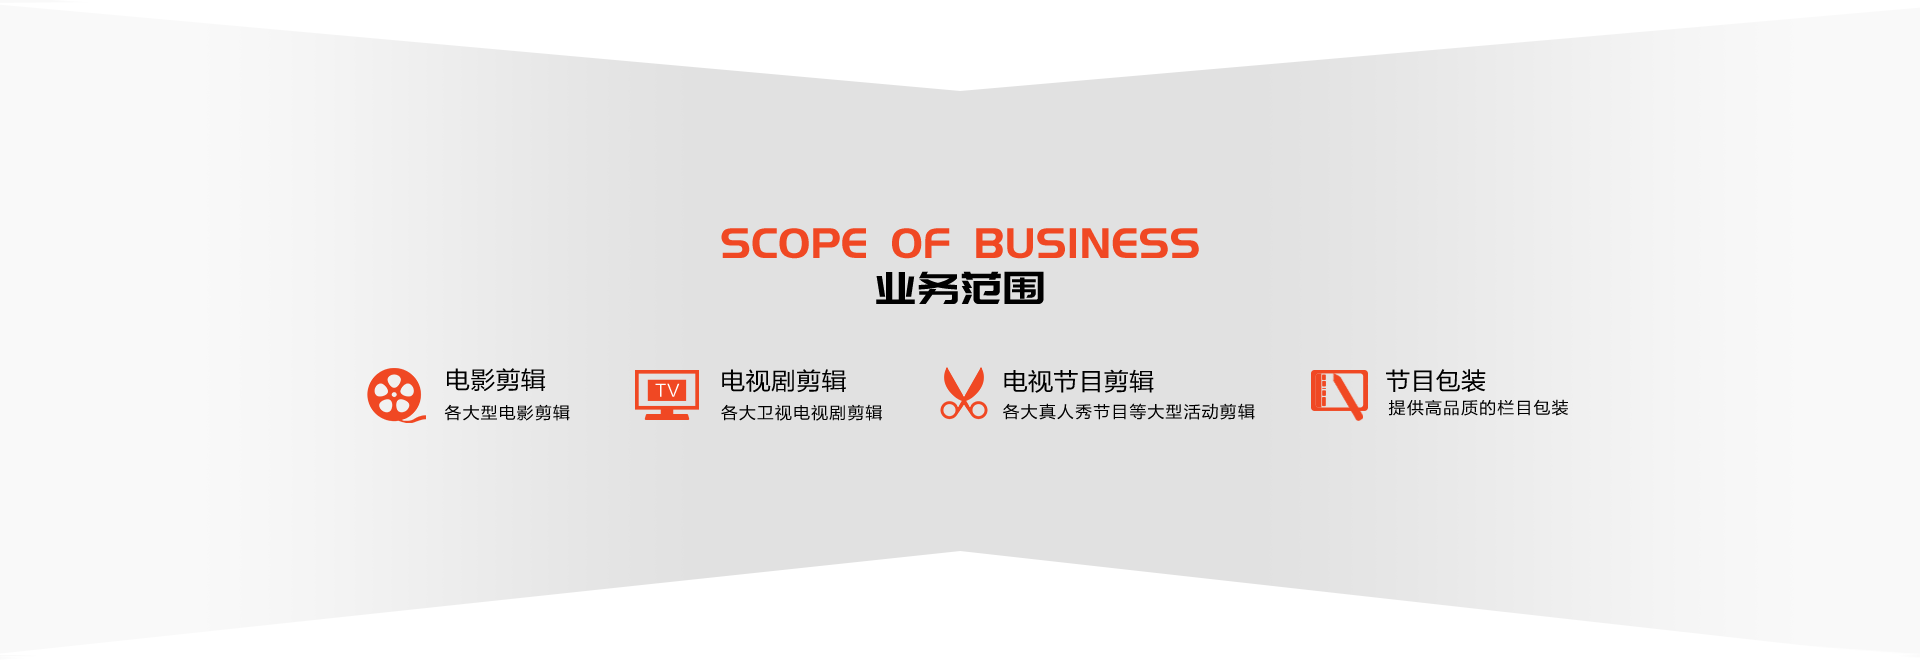 SCOPE OF BUSINESS
业务范围
电影剪辑
各大型电影剪辑
TV
电视剧剪辑
各大卫视电视剧剪辑
电视节目剪辑
各大真人秀节目等大型活动剪辑
节目包装
提供高品质的栏目包装